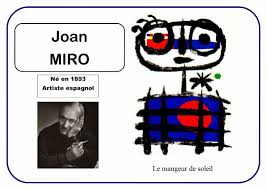 Joan
MIRO
Né en 1893
Artiste espagnol
Le mangeur de soleil